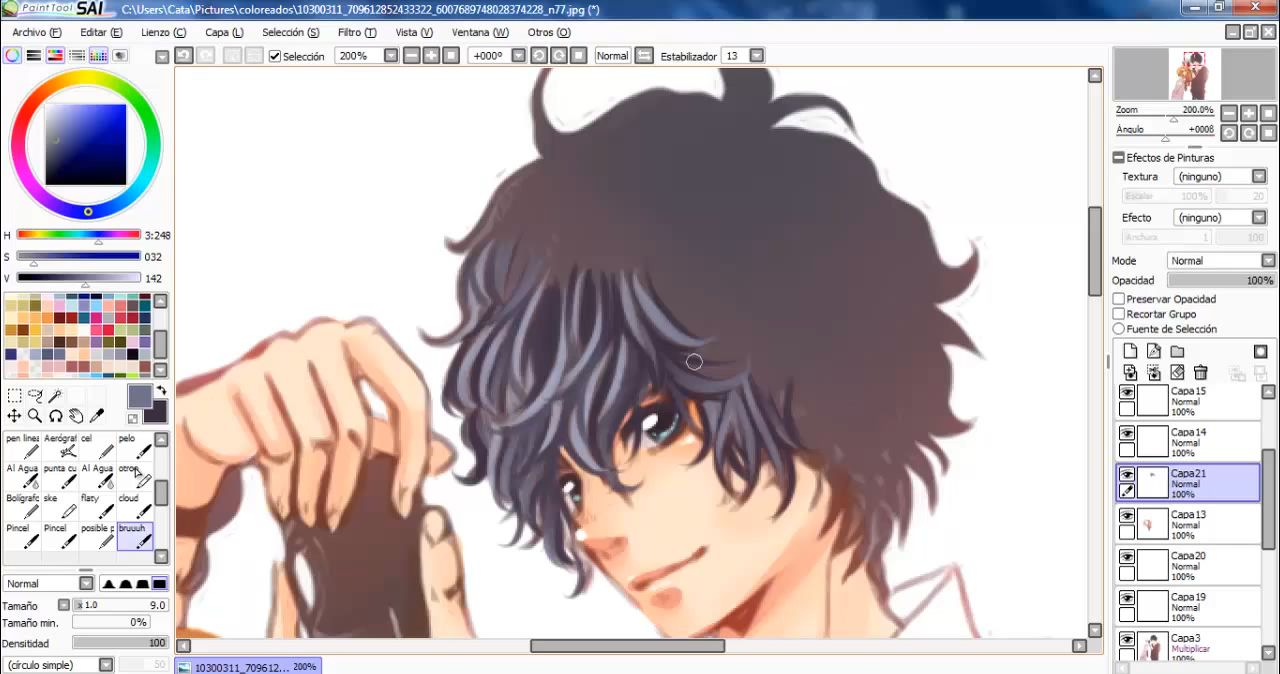 PaintTool SAI C:\Users\Cata\Pictures\coloreados\10300311_709612852433322_6007689748028374228_n77.jpg (*)
Archivo (F) Editar (E) Lienzo (C) Capa (L) Selección (S) Filtro (T) Vista (V) Ventana (W) Otros (O)
Selección 200% +000º Normal Estabilizador 13
Zoom 200.0%
Ángulo +0008
H 3:248
S 032
V 142
Efectos de Pinturas
Textura (ninguno)
Escalar 100% 20
Efecto (ninguno)
Anchura 1 100
Modo Normal
Opacidad 100%
Preservar Opacidad
Recortar Grupo
Fuente de Selección
pen linea Aerógraf cel pelo
Al Agua punta cu Al Agua otron
Bolígrafo ske flaty cloud
Pincel Pincel posible p bruuuh
Normal
Tamaño x 1.0 9.0
Tamaño min. 0%
Densidad 100
(círculo simple) 50
Capa15
Normal
100%
Capa14
Normal
100%
Capa21
Normal
100%
Capa13
Normal
100%
Capa20
Normal
100%
Capa19
Normal
100%
Capa3
Multiplicar
100%
10300311_709612... 200%